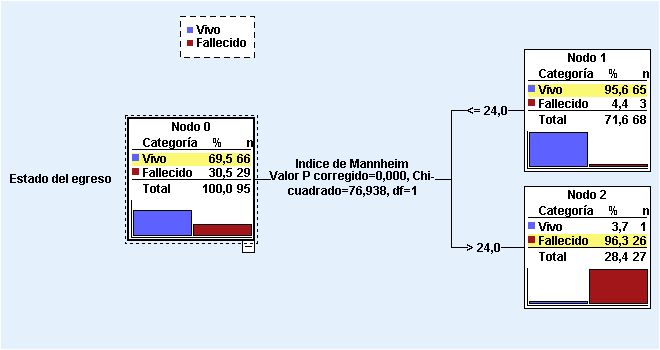 Vivo
Fallecido
Estado del egreso
Nodo 0
Categoría % n
Vivo 69,5 66
Fallecido 30,5 29
Total 100,0 95
Indice de Mannheim
Valor P corregido=0,000, Chi-
cuadrado=76,938, df=1
<= 24,0
Nodo 1
Categoría % n
Vivo 95,6 65
Fallecido 4,4 3
Total 71,6 68
> 24,0
Nodo 2
Categoría % n
Vivo 3,7 1
Fallecido 96,3 26
Total 28,4 27